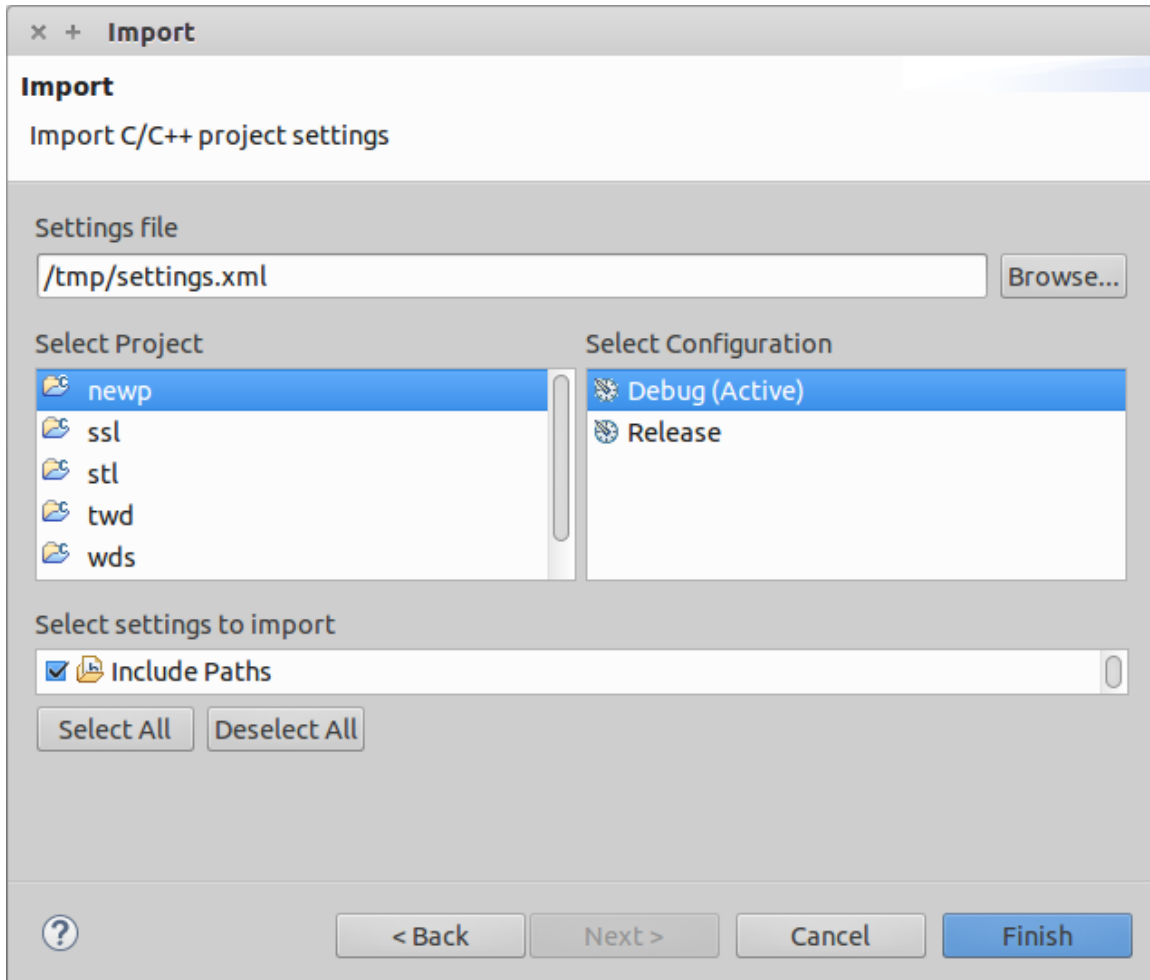 Import
Import
Import C/C++ project settings
Settings file
/tmp/settings.xml
Browse...
Select Project
Select Configuration
newp
ssl
stl
twd
wds
Debug (Active)
Release
Select settings to import
Include Paths
Select All
Deselect All
?
< Back
Next >
Cancel
Finish